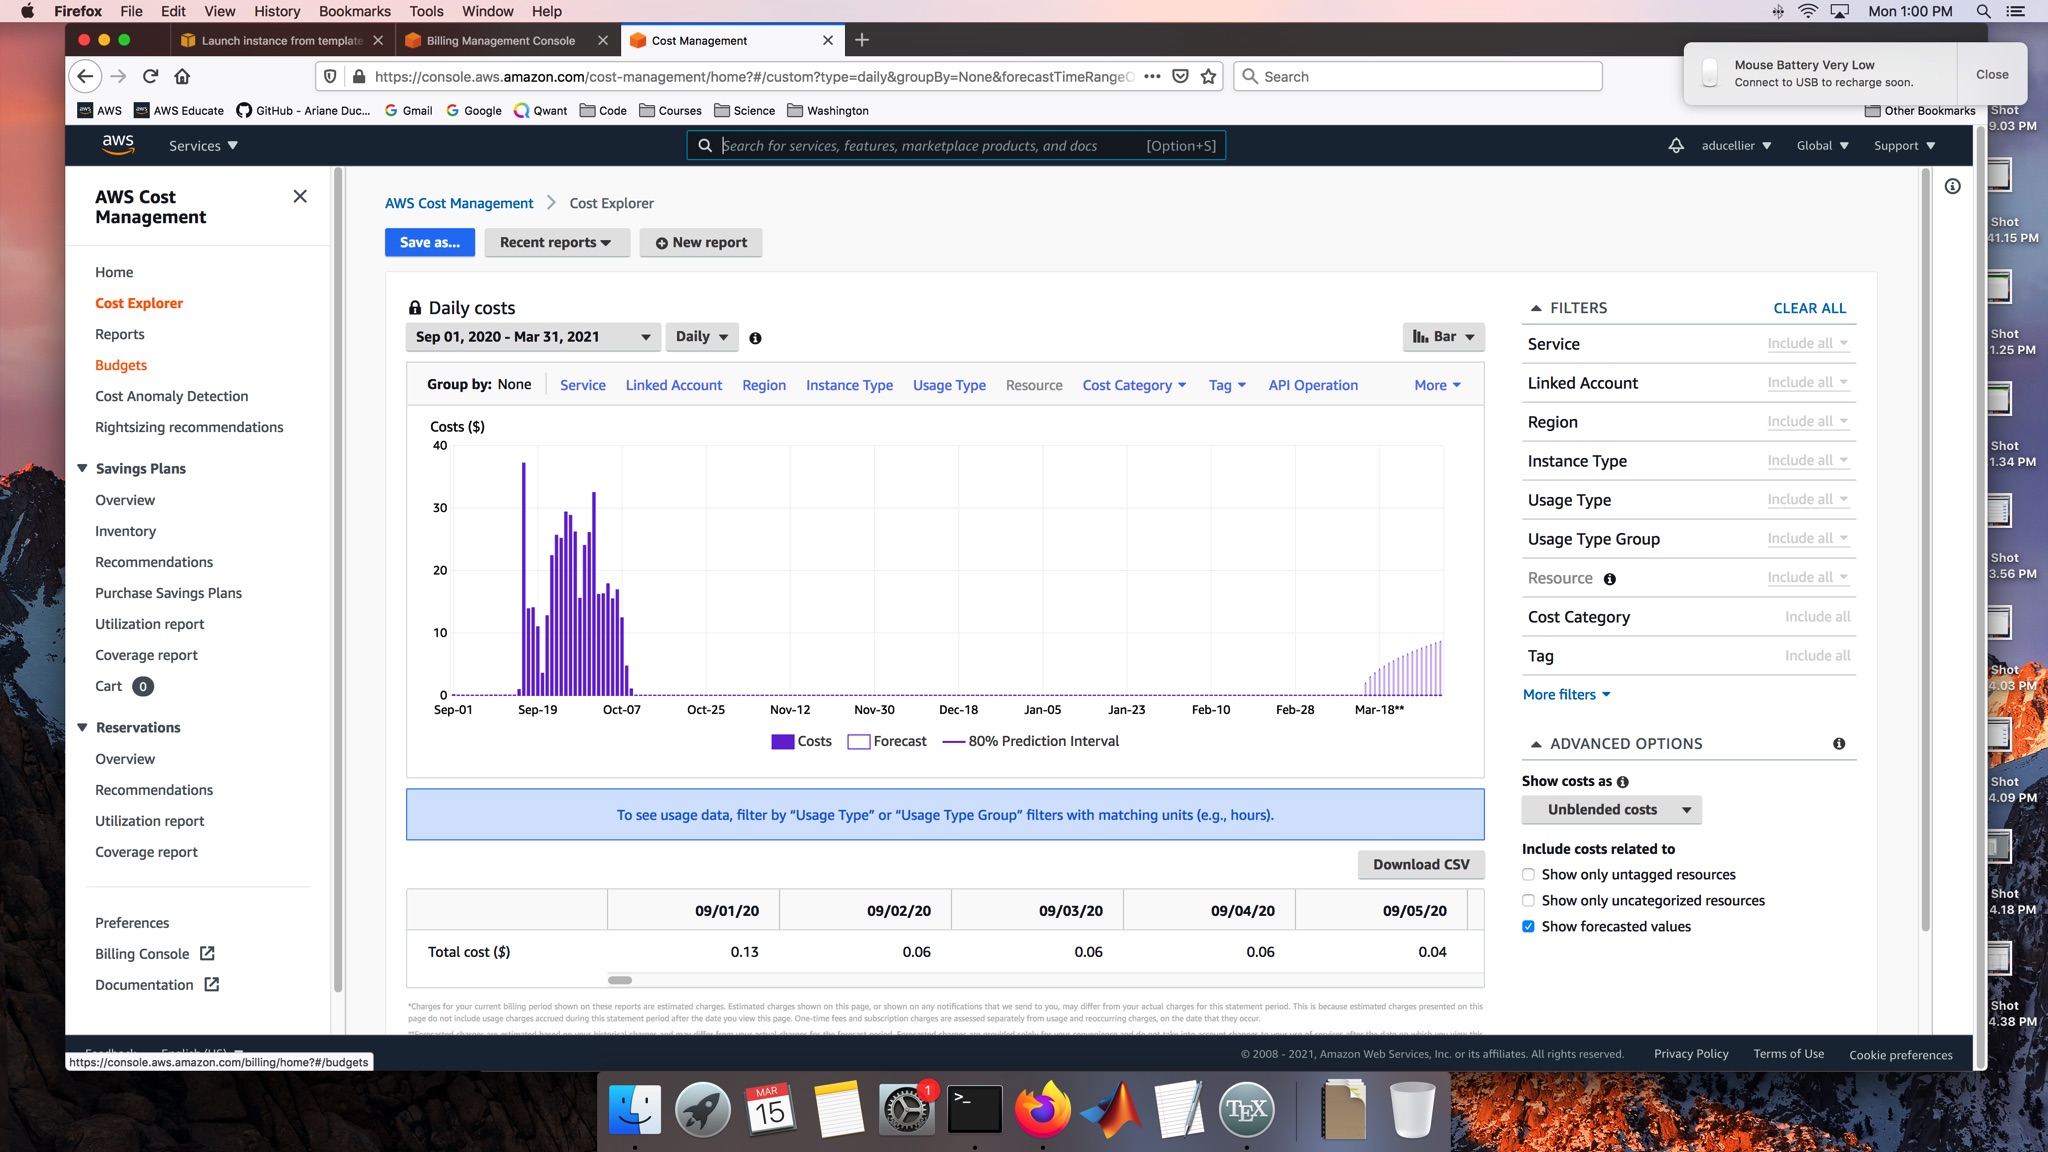 Firefox File Edit View History Bookmarks Tools Window Help
Mon 1:00 PM
Launch instance from template
Billing Management Console
Cost Management
Mouse Battery Very Low
Connect to USB to recharge soon.
Close
https://console.aws.amazon.com/cost-management/home?#/custom?type=daily&groupBy=None&forecastTimeRangeO
Search
AWS
AWS Educate
GitHub - Ariane Duc...
Gmail
Google
Qwant
Code
Courses
Science
Washington
Other Bookmarks
aws
Services
Search for services, features, marketplace products, and docs
[Option+S]
aducellier
Global
Support
AWS Cost
Management
Home
Cost Explorer
Reports
Budgets
Cost Anomaly Detection
Rightsizing recommendations
Savings Plans
Overview
Inventory
Recommendations
Purchase Savings Plans
Utilization report
Coverage report
Cart 0
Reservations
Overview
Recommendations
Utilization report
Coverage report
Preferences
Billing Console
Documentation
AWS Cost Management > Cost Explorer
Save as...
Recent reports
New report
Daily costs
Sep 01, 2020 - Mar 31, 2021
Daily
Bar
Group by: None
Service
Linked Account
Region
Instance Type
Usage Type
Resource
Cost Category
Tag
API Operation
More
Costs ($)
40
30
20
10
0
Sep-01
Sep-19
Oct-07
Oct-25
Nov-12
Nov-30
Dec-18
Jan-05
Jan-23
Feb-10
Feb-28
Mar-18**
Costs
Forecast
80% Prediction Interval
To see usage data, filter by “Usage Type” or “Usage Type Group” filters with matching units (e.g., hours).
Download CSV
09/01/20 09/02/20 09/03/20 09/04/20 09/05/20
Total cost ($) 0.13 0.06 0.06 0.06 0.04
*Charges for your current billing period shown on these reports are estimated charges. Estimated charges shown on this page, or shown on any notifications that we send to you, may differ from your actual charges for this statement period. This is because estimated charges presented on this
page do not include usage charges accrued during this statement period after the date you view this page. One-time fees and subscription charges are assessed separately from usage and reoccurring charges, on the date that they occur.
FILTERS
CLEAR ALL
Service Include all
Linked Account Include all
Region Include all
Instance Type Include all
Usage Type Include all
Usage Type Group Include all
Resource Include all
Cost Category Include all
Tag Include all
More filters
ADVANCED OPTIONS
Show costs as
Unblended costs
Include costs related to
Show only untagged resources
Show only uncategorized resources
Show forecasted values
https://console.aws.amazon.com/billing/home?#/budgets
© 2008 - 2021, Amazon Web Services, Inc. or its affiliates. All rights reserved.
Privacy Policy
Terms of Use
Cookie preferences
Shot
9.03 PM
Shot
41.15 PM
Shot
1.25 PM
Shot
1.34 PM
Shot
3.56 PM
Shot
4.03 PM
Shot
4.09 PM
Shot
4.18 PM
Shot
4.38 PM
MAR
15
1
>_
TEX